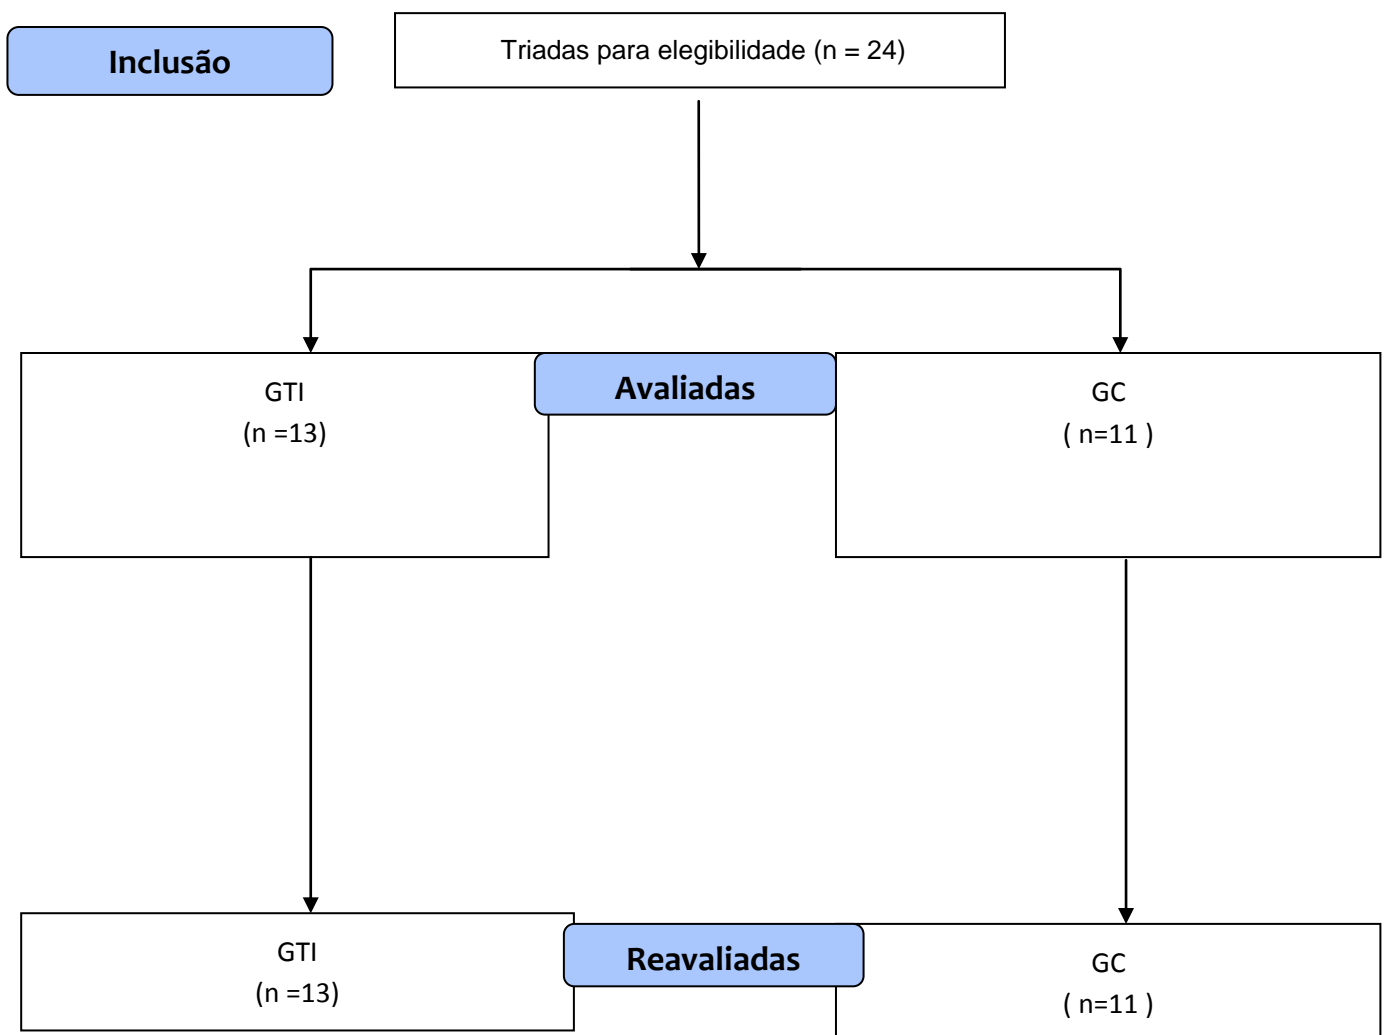 Inclusão
Triadas para elegibilidade (n = 24)
GTI
(n =13)
Avaliadas
GC
( n=11 )
GTI
(n =13)
Reavaliadas
GC
( n=11 )